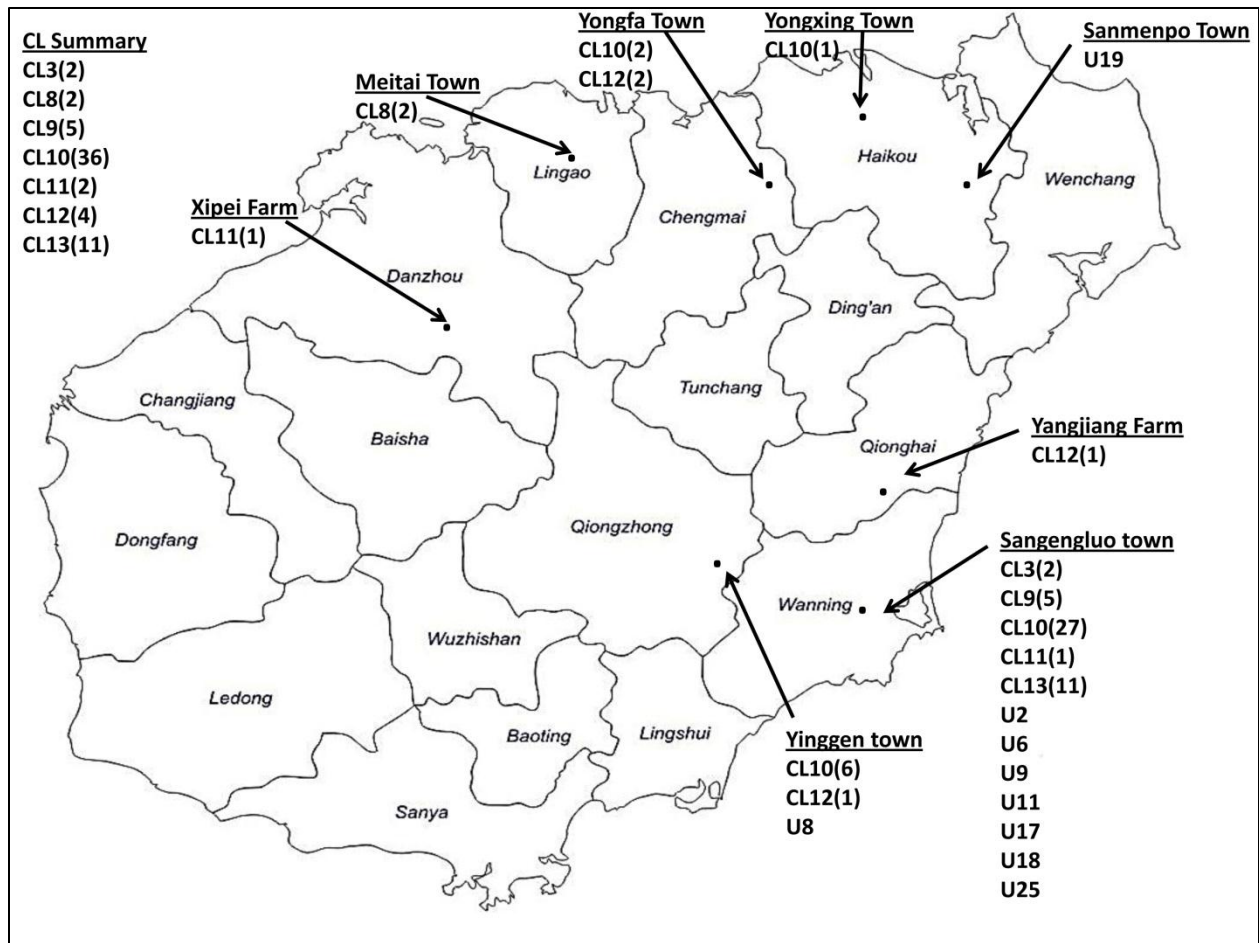 CL Summary
CL3(2)
CL8(2)
CL9(5)
CL10(36)
CL11(2)
CL12(4)
CL13(11)
Meitai Town
CL8(2)
Yongfa Town
CL10(2)
CL12(2)
Yongxing Town
CL10(1)
Sanmenpo Town
U19
Xipei Farm
CL11(1)
Lingao
Haikou
Wenchang
Chengmai
Danzhou
Ding'an
Tunchang
Changjiang
Baisha
Qionghai
Yangjiang Farm
CL12(1)
Dongfang
Qiongzhong
Wanning
Wuzhishan
Ledong
Baoting
Lingshui
Sanya
Sangengluo town
CL3(2)
CL9(5)
CL10(27)
CL11(1)
CL13(11)
U2
U6
U9
U11
U17
U18
U25
Yinggen town
CL10(6)
CL12(1)
U8